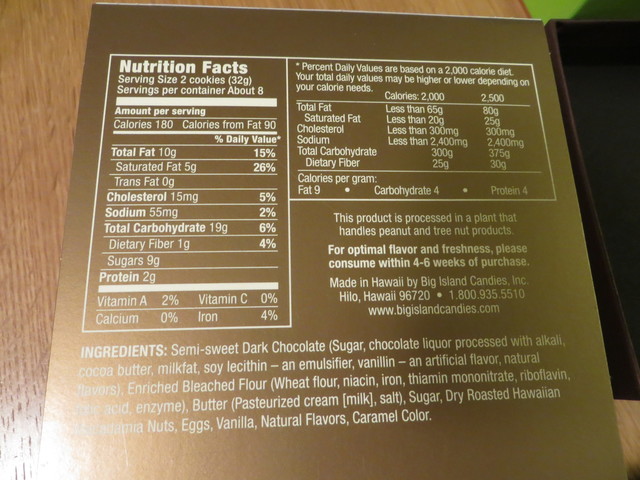 Nutrition Facts
Serving Size 2 cookies (32g)
Servings per container About 8
Amount per serving
Calories 180 Calories from Fat 90
% Daily Value*
Total Fat 10g 15%
Saturated Fat 5g 26%
Trans Fat 0g
Cholesterol 15mg 5%
Sodium 55mg 2%
Total Carbohydrate 19g 6%
Dietary Fiber 1g 4%
Sugars 9g
Protein 2g
Vitamin A 2% Vitamin C 0%
Calcium 0% Iron 4%
* Percent Daily Values are based on a 2,000 calorie diet.
Your total daily values may be higher or lower depending on
your calorie needs.
Calories: 2,000 2,500
Total Fat Less than 65g 80g
Saturated Fat Less than 20g 25g
Cholesterol Less than 300mg 300mg
Sodium Less than 2,400mg 2,400mg
Total Carbohydrate 300g 375g
Dietary Fiber 25g 30g
Calories per gram:
Fat 9 • Carbohydrate 4 • Protein 4
This product is processed in a plant that
handles peanut and tree nut products.
For optimal flavor and freshness, please
consume within 4-6 weeks of purchase.
Made in Hawaii by Big Island Candies, Inc.
Hilo, Hawaii 96720 • 1.800.935.5510
www.bigislandcandies.com
INGREDIENTS: Semi-sweet Dark Chocolate (Sugar, chocolate liquor processed with alkali,
cocoa butter, milkfat, soy lecithin – an emulsifier, vanillin – an artificial flavor, natural
flavors), Enriched Bleached Flour (Wheat flour, niacin, iron, thiamin mononitrate, riboflavin,
acid, enzyme), Butter (Pasteurized cream [milk], salt), Sugar, Dry Roasted Hawaiian
Macadamia Nuts, Eggs, Vanilla, Natural Flavors, Caramel Color.